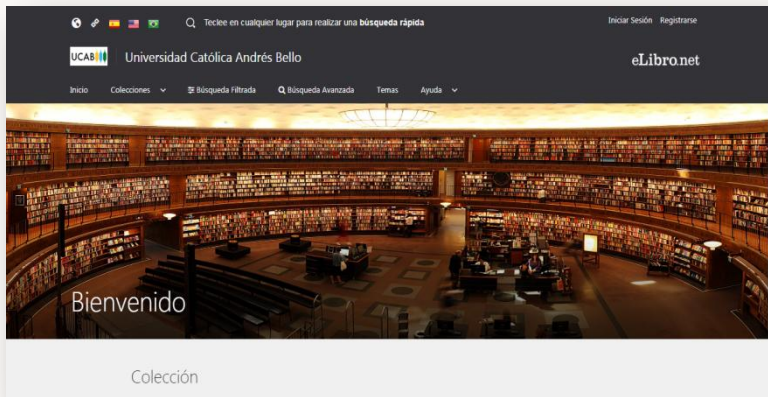 Teclee en cualquier lugar para realizar una búsqueda rápida
Iniciar Sesión Registrarse
UCAB Universidad Católica Andrés Bello
eLibro.net
Inicio Colecciones Búsqueda Filtrada Búsqueda Avanzada Temas Ayuda
Bienvenido
Colección